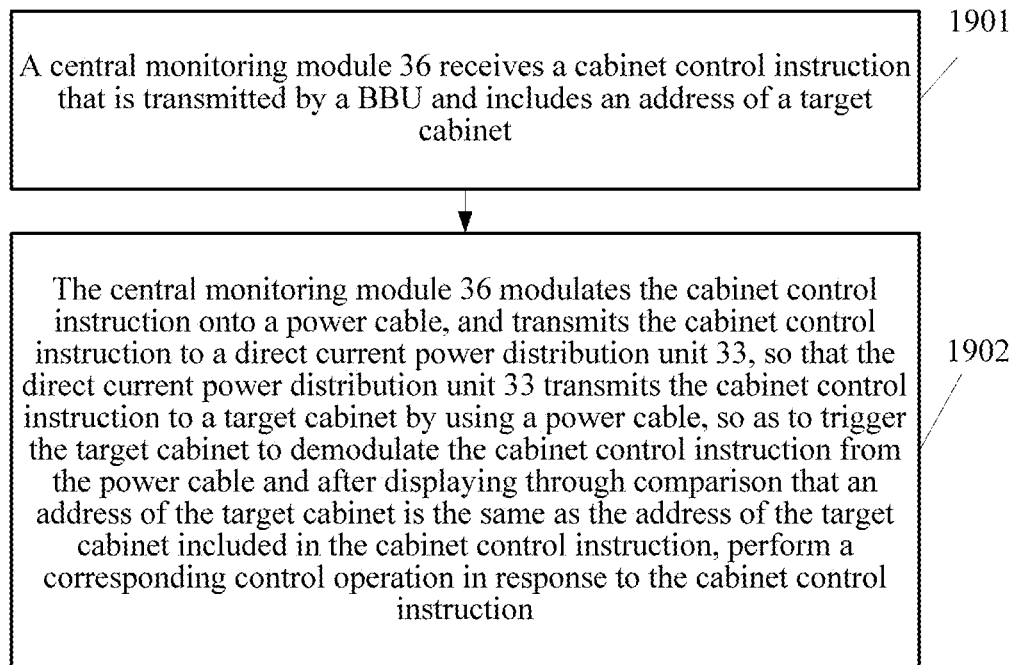 1901
A central monitoring module 36 receives a cabinet control instruction
that is transmitted by a BBU and includes an address of a target
cabinet
The central monitoring module 36 modulates the cabinet control
instruction onto a power cable, and transmits the cabinet control
instruction to a direct current power distribution unit 33, so that the
direct current power distribution unit 33 transmits the cabinet control
instruction to a target cabinet by using a power cable, so as to trigger
the target cabinet to demodulate the cabinet control instruction from
the power cable and after displaying through comparison that an
address of the target cabinet is the same as the address of the target
cabinet included in the cabinet control instruction, perform a
corresponding control operation in response to the cabinet control
instruction
1902